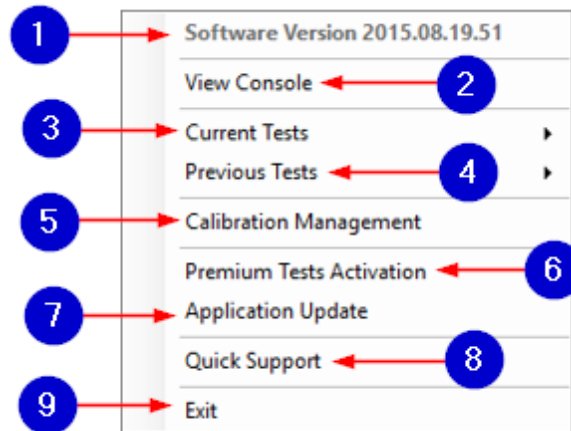 1 Software Version 2015.08.19.51
View Console 2
3 Current Tests
Previous Tests 4
5 Calibration Management
Premium Tests Activation 6
7 Application Update
Quick Support 8
9 Exit